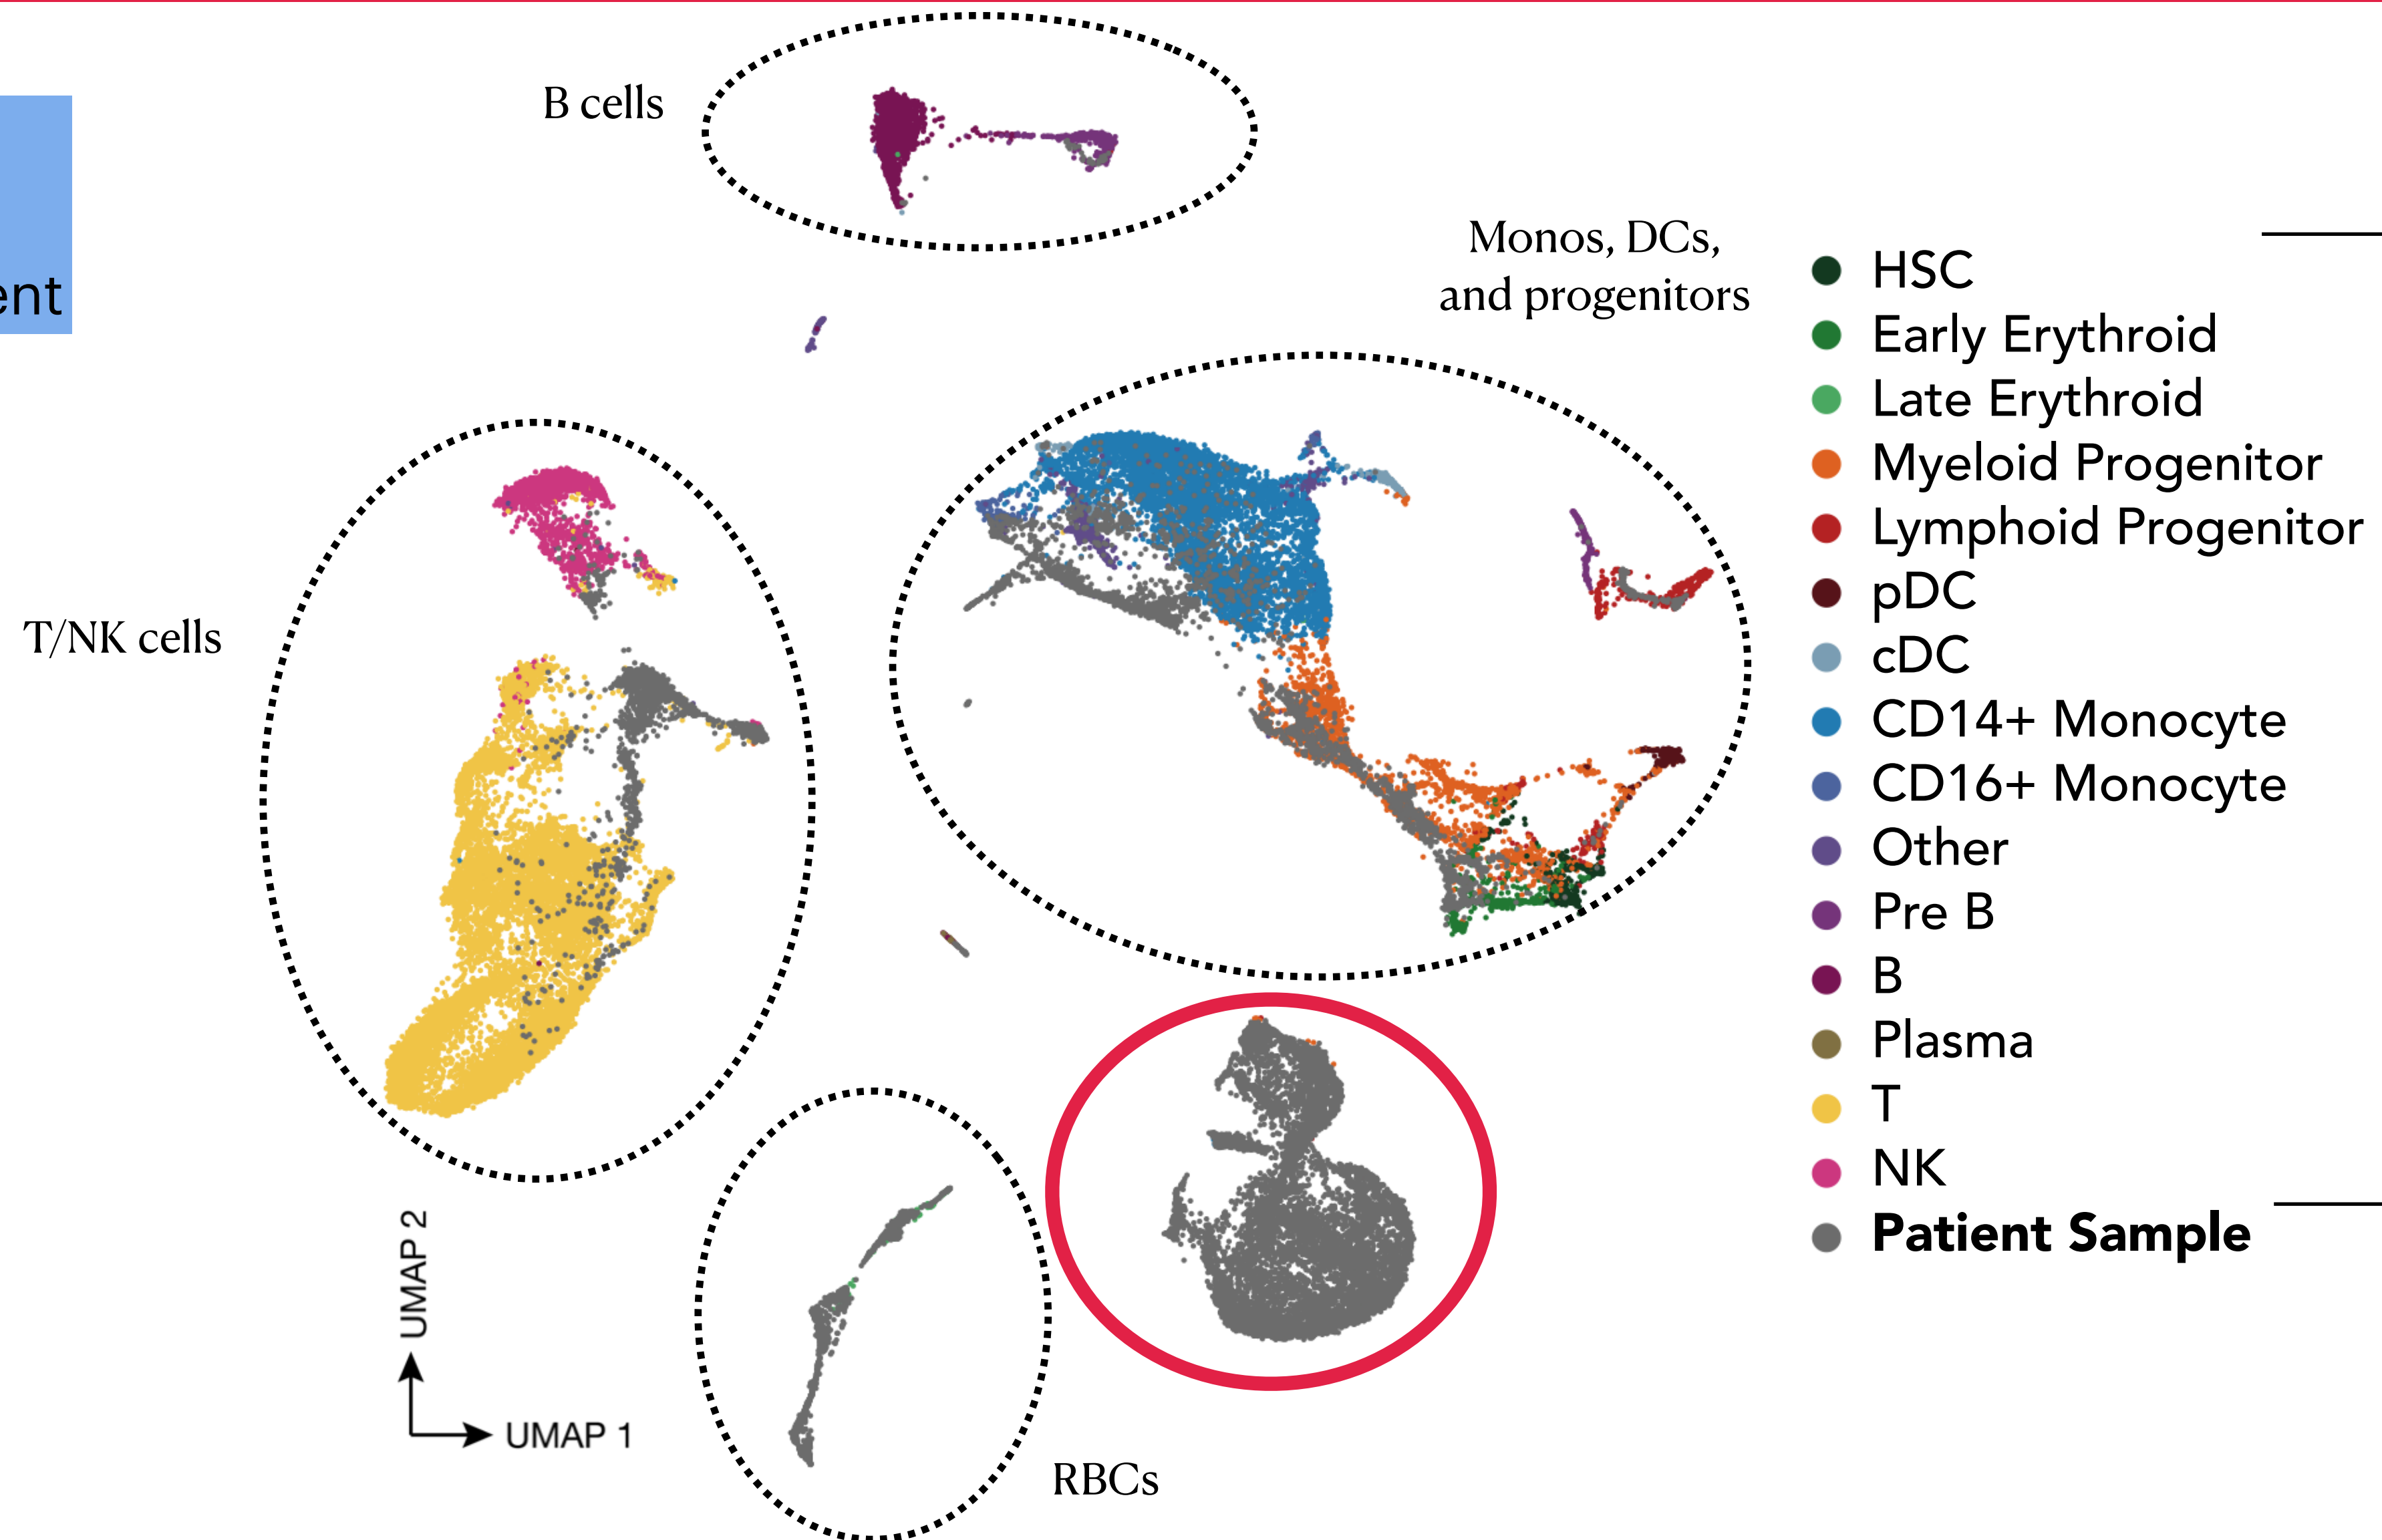 B cells
Monos, DCs,
and progenitors
T/NK cells
RBCs
UMAP 2
UMAP 1
HSC
Early Erythroid
Late Erythroid
Myeloid Progenitor
Lymphoid Progenitor
pDC
cDC
CD14+ Monocyte
CD16+ Monocyte
Other
Pre B
B
Plasma
T
NK
Patient Sample